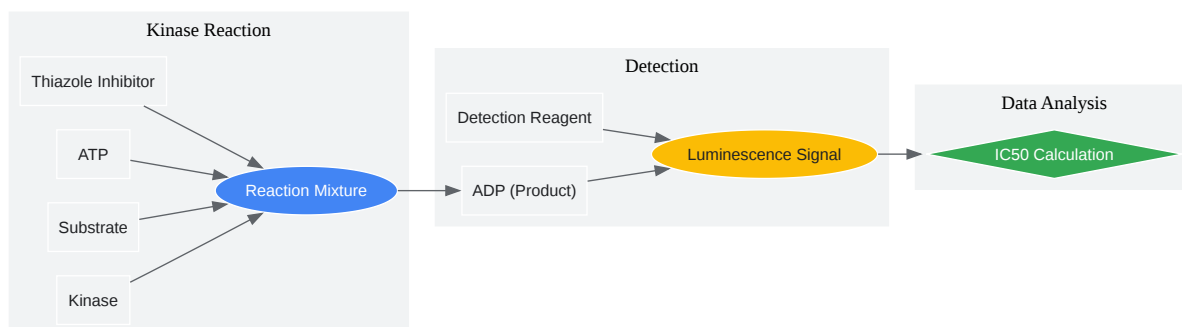 Kinase Reaction
Thiazole Inhibitor
ATP
Substrate
Kinase
Reaction Mixture
Detection
Detection Reagent
ADP (Product)
Luminescence Signal
Data Analysis
IC50 Calculation